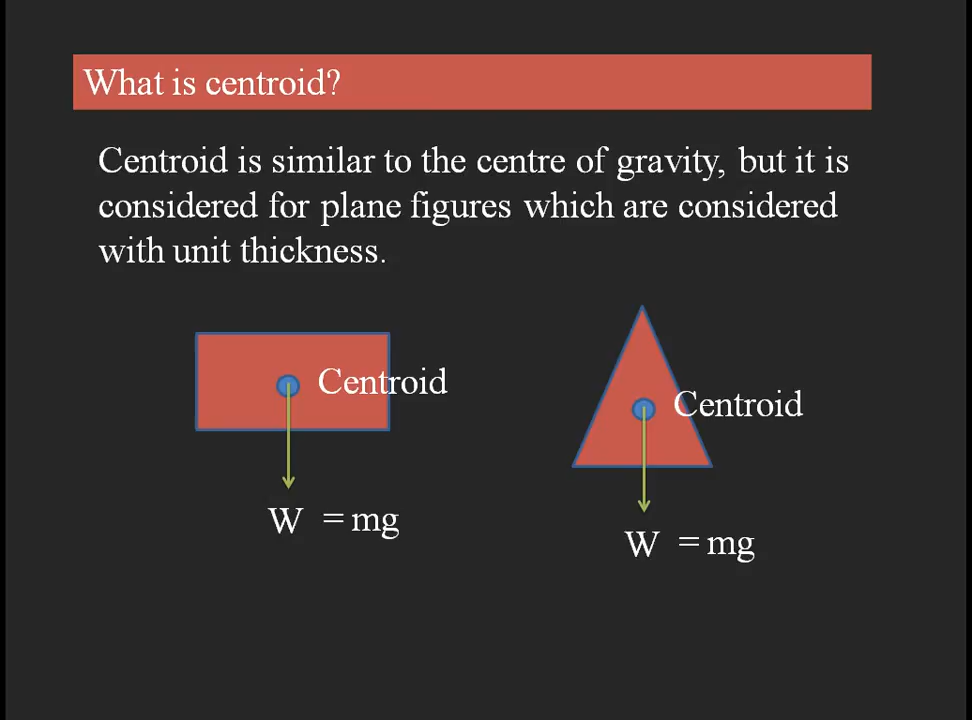 What is centroid?
Centroid is similar to the centre of gravity, but it is
considered for plane figures which are considered
with unit thickness.
Centroid
Centroid
W = mg
W = mg